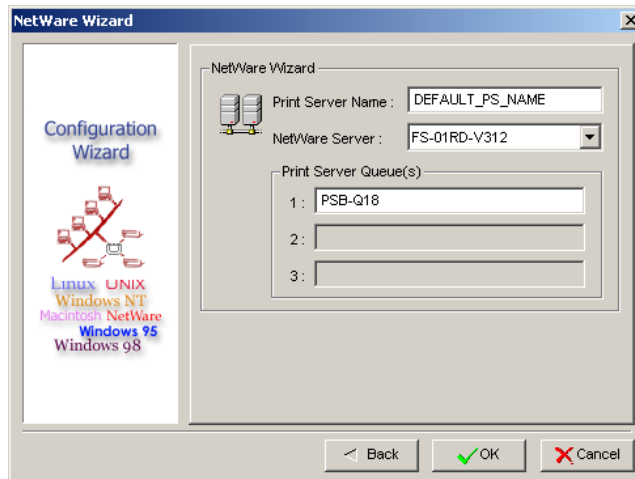 NetWare Wizard
Configuration
Wizard
Linux UNIX
Windows NT
Macintosh NetWare
Windows 95
Windows 98
NetWare Wizard
Print Server Name : DEFAULT_PS_NAME
NetWare Server : FS-01RD-V312
Print Server Queue(s)
1 : PSB-Q18
2 :
3 :
< Back
OK
Cancel